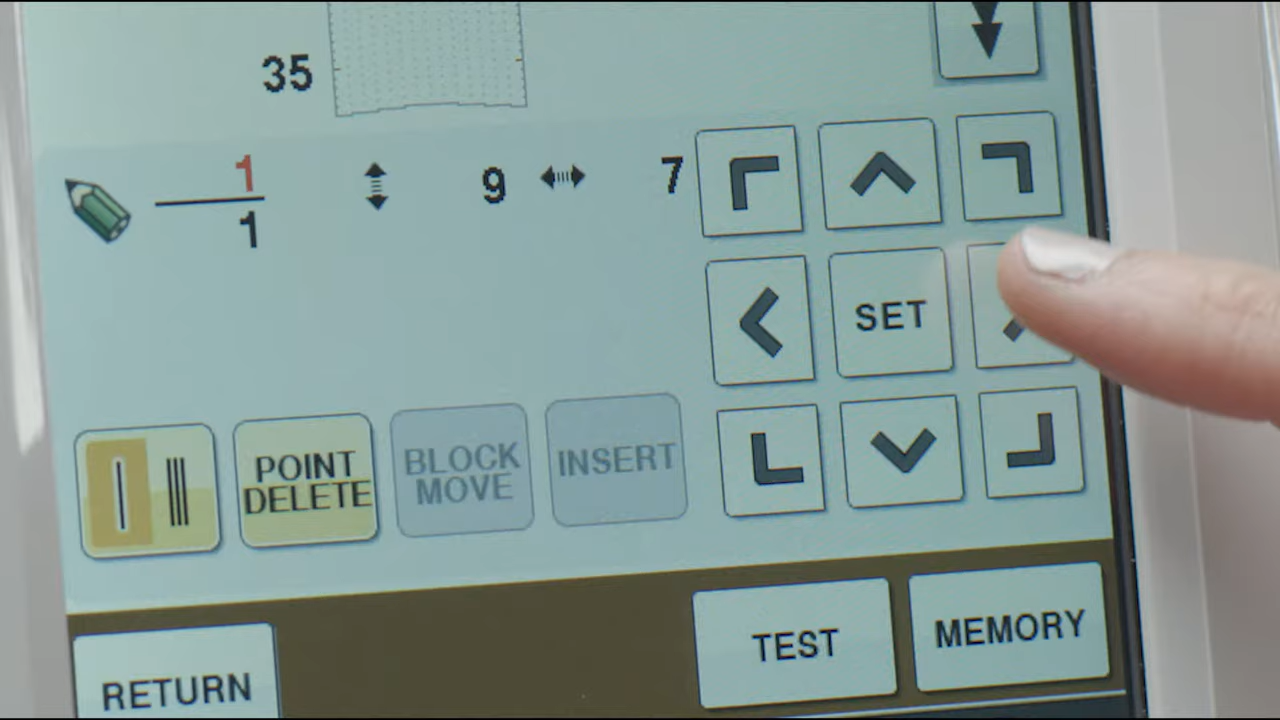 35
1
1
9
7
SET
POINT
DELETE
BLOCK
MOVE
INSERT
TEST
MEMORY
RETURN